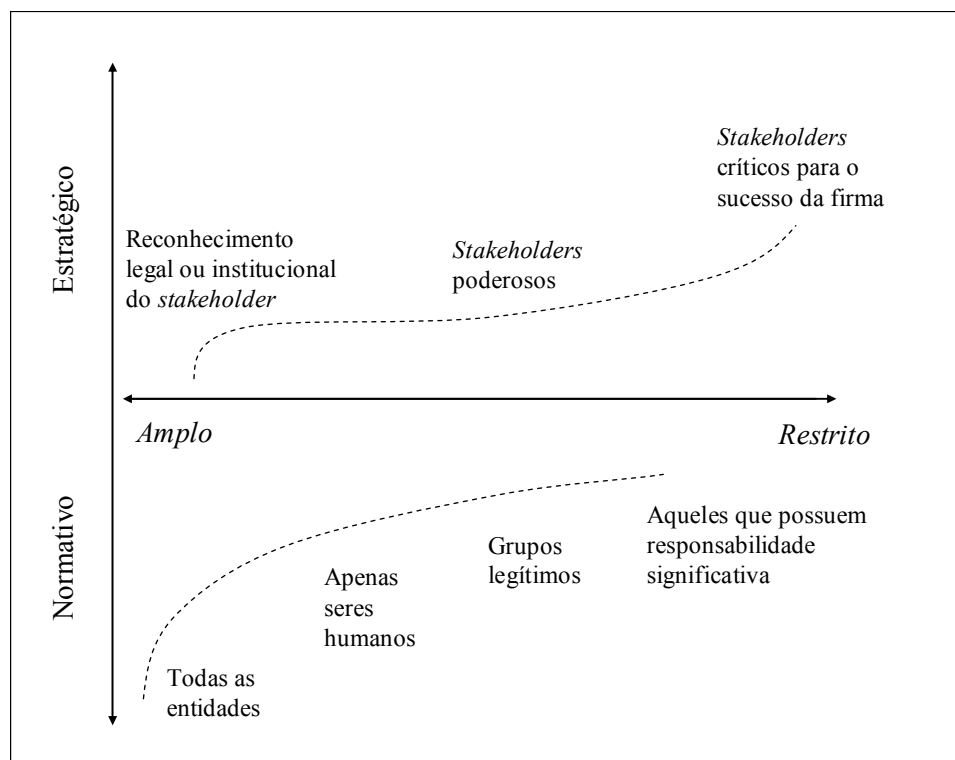 Estratégico
Stakeholders
críticos para o
sucesso da firma
Reconhecimento
legal ou institucional
do stakeholder
Stakeholders
poderosos
Amplo
Restrito
Normativo
Aqueles que possuem
responsabilidade
significativa
Grupos
legítimos
Apenas
seres
humanos
Todas as
entidades